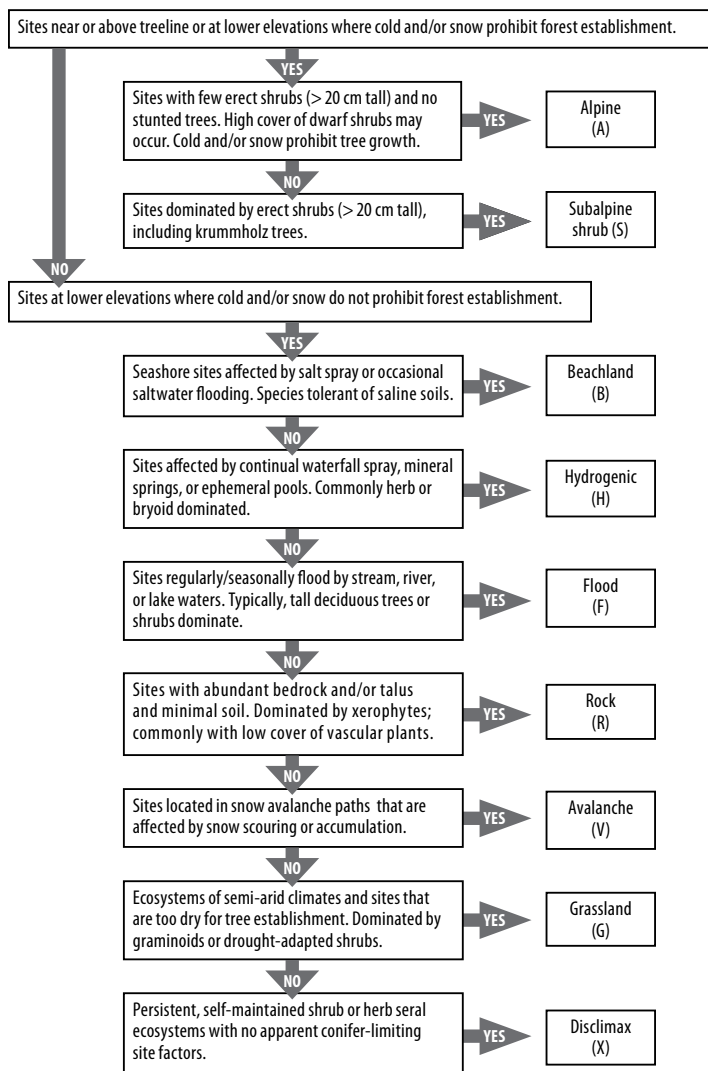 Sites near or above treeline or at lower elevations where cold and/or snow prohibit forest establishment.
YES
Sites with few erect shrubs (> 20 cm tall) and no
stunted trees. High cover of dwarf shrubs may
occur. Cold and/or snow prohibit tree growth.
YES
Alpine
(A)
NO
Sites dominated by erect shrubs (> 20 cm tall),
including krummholz trees.
YES
Subalpine
shrub (S)
NO
Sites at lower elevations where cold and/or snow do not prohibit forest establishment.
YES
Seashore sites affected by salt spray or occasional
saltwater flooding. Species tolerant of saline soils.
YES
Beachland
(B)
NO
Sites affected by continual waterfall spray, mineral
springs, or ephemeral pools. Commonly herb or
bryoid dominated.
YES
Hydrogenic
(H)
NO
Sites regularly/seasonally flood by stream, river,
or lake waters. Typically, tall deciduous trees or
shrubs dominate.
YES
Flood
(F)
NO
Sites with abundant bedrock and/or talus
and minimal soil. Dominated by xerophytes;
commonly with low cover of vascular plants.
YES
Rock
(R)
NO
Sites located in snow avalanche paths that are
affected by snow scouring or accumulation.
YES
Avalanche
(V)
NO
Ecosystems of semi-arid climates and sites that
are too dry for tree establishment. Dominated by
graminoids or drought-adapted shrubs.
YES
Grassland
(G)
NO
Persistent, self-maintained shrub or herb seral
ecosystems with no apparent conifer-limiting
site factors.
YES
Disclimax
(X)